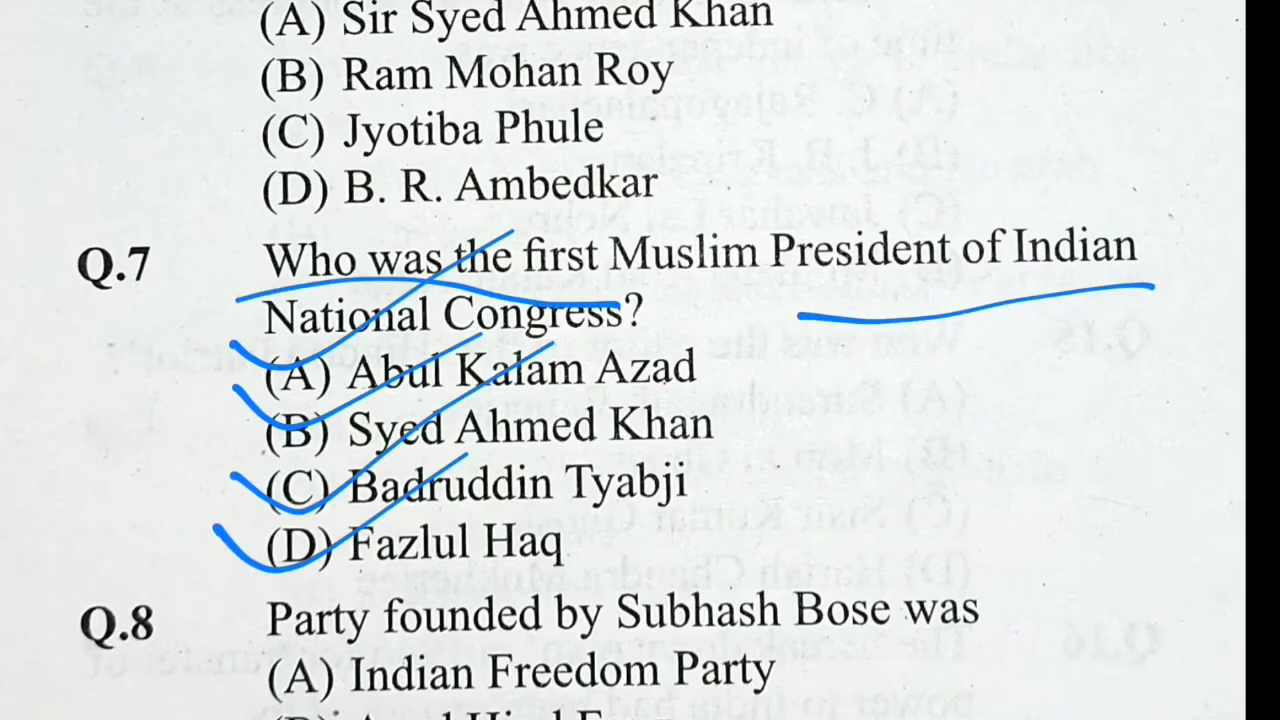 (A) Sir Syed Ahmed Khan
(B) Ram Mohan Roy
(C) Jyotiba Phule
(D) B. R. Ambedkar
Q.7 Who was the first Muslim President of Indian
National Congress?
(A) Abul Kalam Azad
(B) Syed Ahmed Khan
(C) Badruddin Tyabji
(D) Fazlul Haq
Q.8 Party founded by Subhash Bose was
(A) Indian Freedom Party